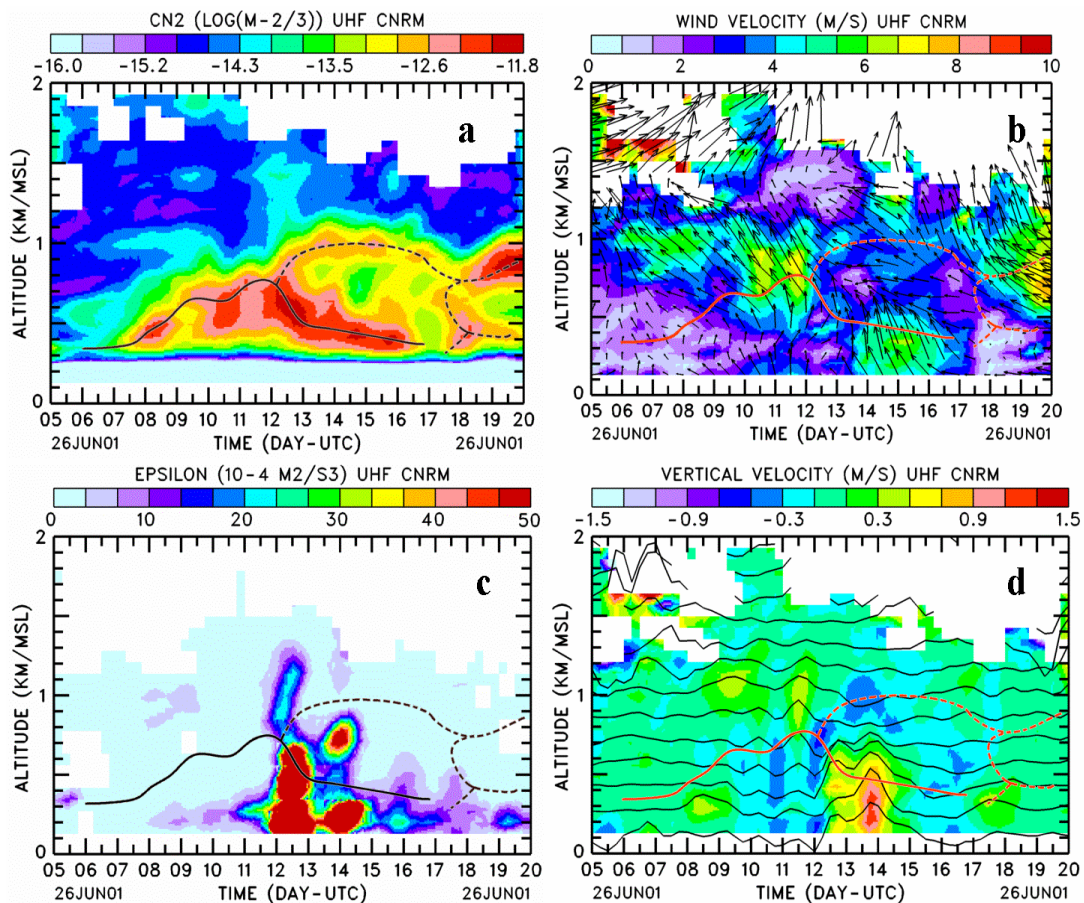 CN2 (LOG(M-2/3)) UHF CNRM
-16.0 -15.2 -14.3 -13.5 -12.6 -11.8
2
1
0
ALTITUDE (KM/MSL)
a
05 06 07 08 09 10 11 12 13 14 15 16 17 18 19 20
26JUN01 TIME (DAY-UTC) 26JUN01
WIND VELOCITY (M/S) UHF CNRM
0 2 4 6 8 10
2
1
0
ALTITUDE (KM/MSL)
b
05 06 07 08 09 10 11 12 13 14 15 16 17 18 19 20
26JUN01 TIME (DAY-UTC) 26JUN01
EPSILON (10-4 M2/S3) UHF CNRM
0 10 20 30 40 50
2
1
0
ALTITUDE (KM/MSL)
c
05 06 07 08 09 10 11 12 13 14 15 16 17 18 19 20
26JUN01 TIME (DAY-UTC) 26JUN01
VERTICAL VELOCITY (M/S) UHF CNRM
-1.5 -0.9 -0.3 0.3 0.9 1.5
2
1
0
ALTITUDE (KM/MSL)
d
05 06 07 08 09 10 11 12 13 14 15 16 17 18 19 20
26JUN01 TIME (DAY-UTC) 26JUN01